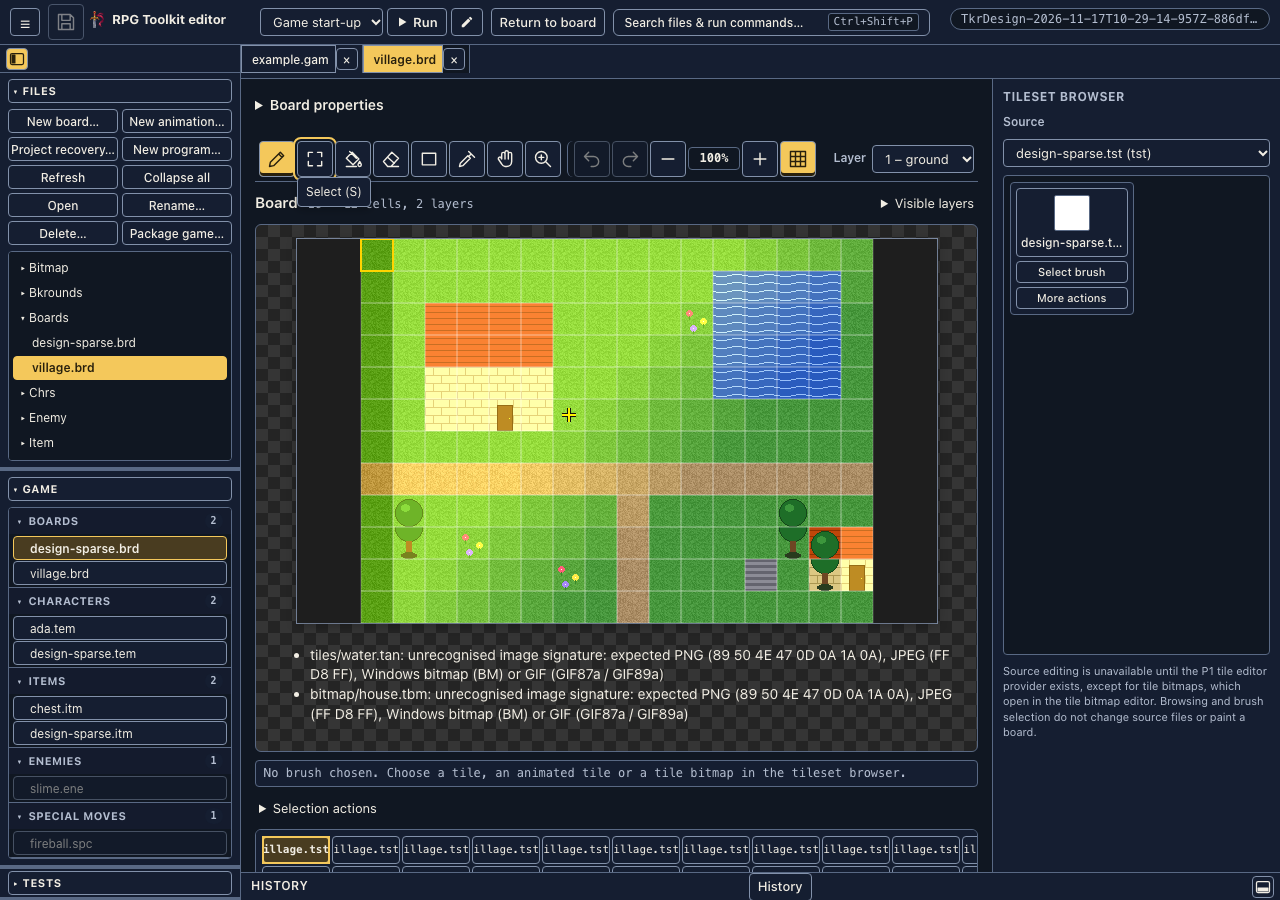 RPG Toolkit editor
Game start-up
Run
Return to board
Search files & run commands...
Ctrl+Shift+P
TkrDesign-2026-11-17T10-29-14-957Z-886df…
example.gam ×
village.brd ×
FILES
New board...
New animation...
Project recovery...
New program...
Refresh
Collapse all
Open
Rename...
Delete...
Package game...
Bitmap
Bkrounds
Boards
design-sparse.brd
village.brd
Chrs
Enemy
Item
GAME
BOARDS 2
design-sparse.brd
village.brd
CHARACTERS 2
ada.tem
design-sparse.tem
ITEMS 2
chest.itm
design-sparse.itm
ENEMIES 1
slime.ene
SPECIAL MOVES 1
fireball.spc
TESTS
Board properties
100%
Layer
1 – ground
Select (S)
Board
cells, 2 layers
Visible layers
tiles/water.tan: unrecognised image signature: expected PNG (89 50 4E 47 0D 0A 1A 0A), JPEG (FF
D8 FF), Windows bitmap (BM) or GIF (GIF87a / GIF89a)
bitmap/house.tbm: unrecognised image signature: expected PNG (89 50 4E 47 0D 0A 1A 0A), JPEG
(FF D8 FF), Windows bitmap (BM) or GIF (GIF87a / GIF89a)
No brush chosen. Choose a tile, an animated tile or a tile bitmap in the tileset browser.
Selection actions
illage.tst illage.tst illage.tst illage.tst illage.tst illage.tst illage.tst illage.tst illage.tst illage.tst il
HISTORY
History
TILESET BROWSER
Source
design-sparse.tst (tst)
design-sparse.t...
Select brush
More actions
Source editing is unavailable until the P1 tile editor
provider exists, except for tile bitmaps, which
open in the tile bitmap editor. Browsing and brush
selection do not change source files or paint a
board.